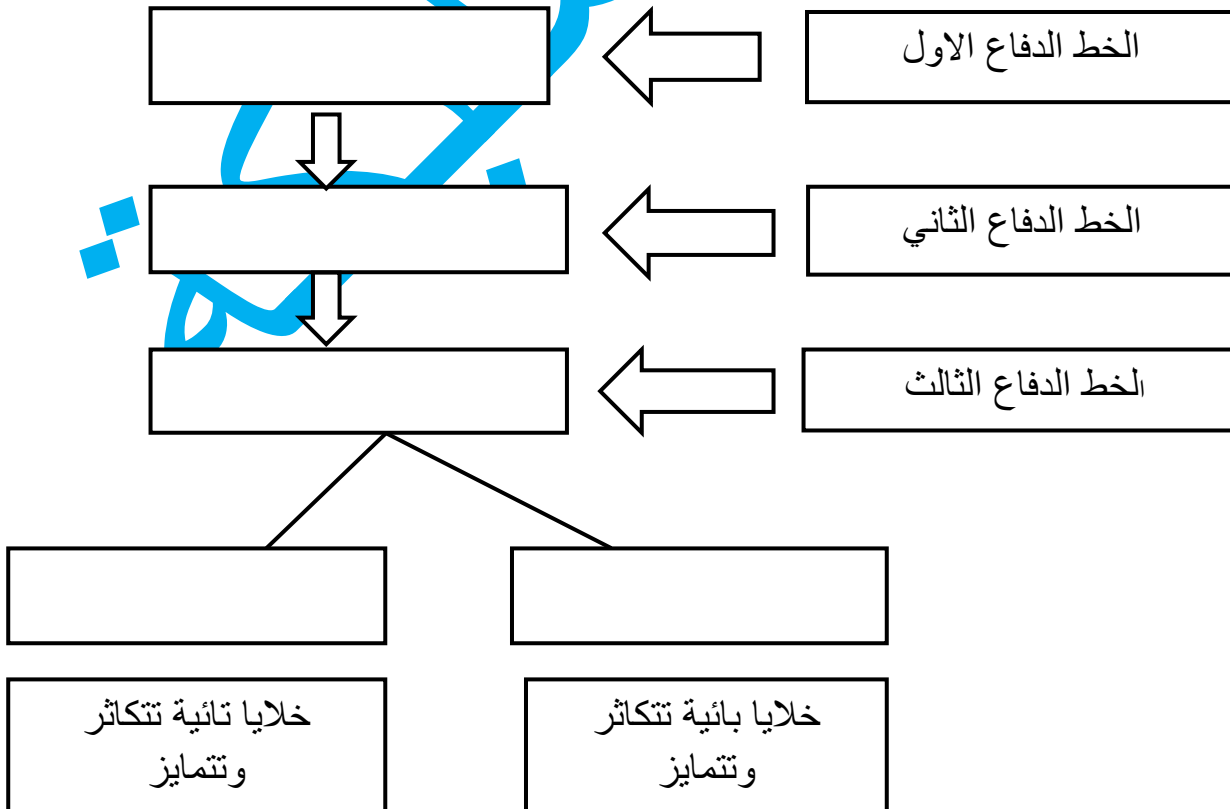 الخط الدفاع الاول
الخط الدفاع الثاني
الخط الدفاع الثالث
خلايا بائية تتكاثر
وتتمايز
خلايا تائية تتكاثر
وتتمايز